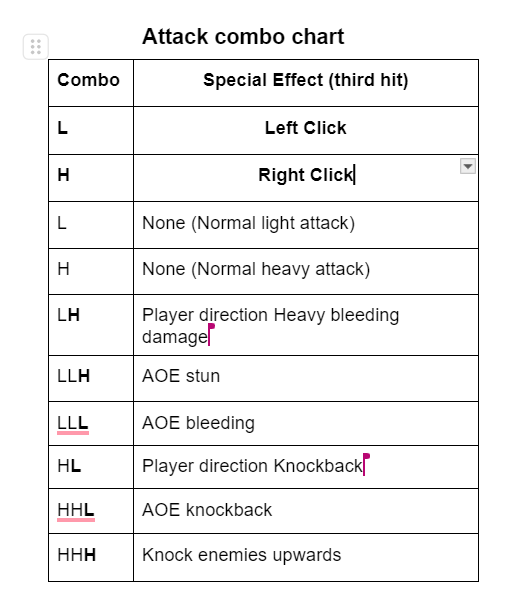 Attack combo chart
Combo Special Effect (third hit)
L Left Click
H Right Click
L None (Normal light attack)
H None (Normal heavy attack)
LH Player direction Heavy bleeding
damage
LLH AOE stun
LLL AOE bleeding
HL Player direction Knockback
HHL AOE knockback
HHH Knock enemies upwards